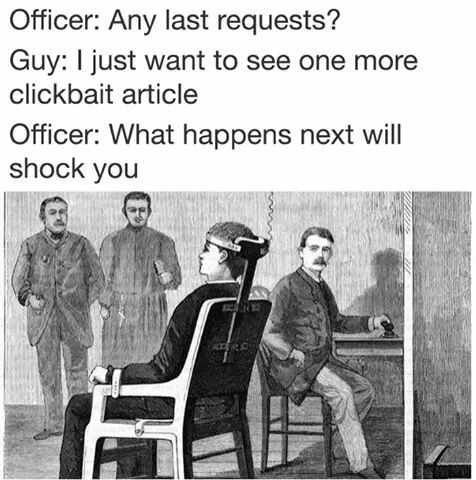 Officer: Any last requests?
Guy: I just want to see one more
clickbait article
Officer: What happens next will
shock you